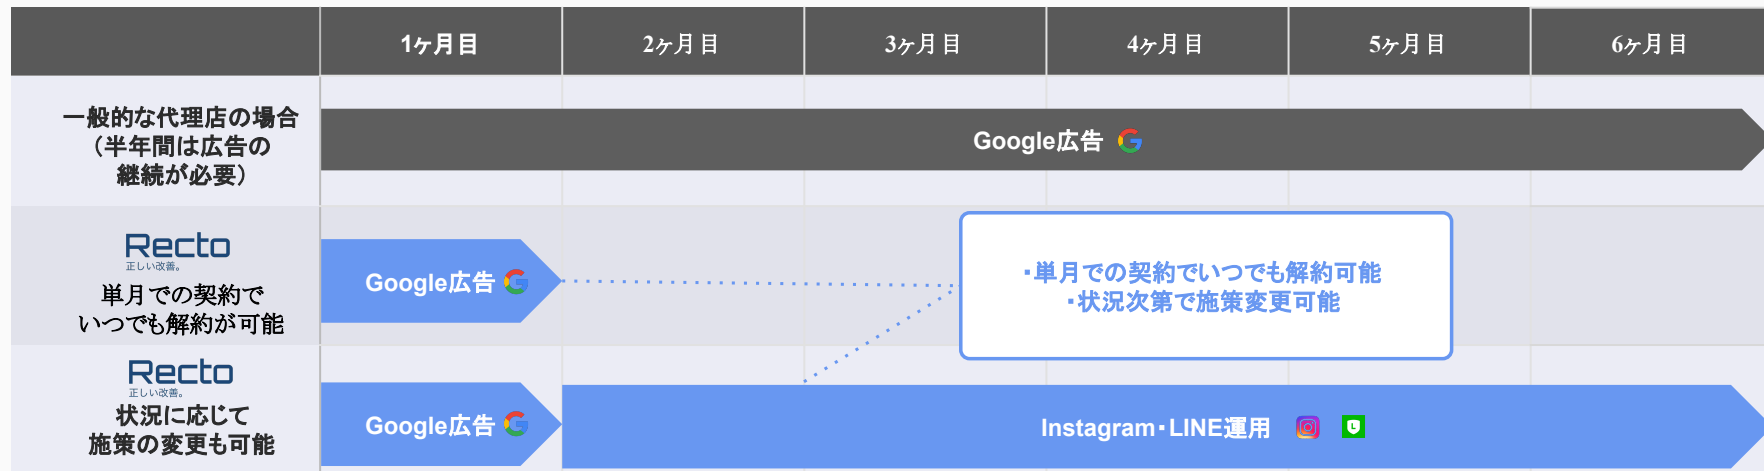 1ヶ月目
2ヶ月目
3ヶ月目
4ヶ月目
5ヶ月目
6ヶ月目
一般的な代理店の場合
（半年間は広告の
継続が必要）
Google広告
Recto
正しい改善。
単月での契約で
いつでも解約が可能
Google広告
・単月での契約でいつでも解約可能
・状況次第で施策変更可能
Recto
正しい改善。
状況に応じて
施策の変更も可能
Google広告
Instagram・LINE運用